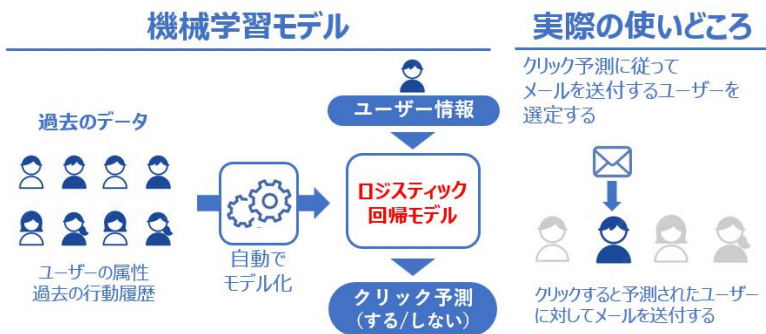 機械学習モデル
過去のデータ
ユーザーの属性
過去の行動履歴
自動で
モデル化
ユーザー情報
ロジスティック
回帰モデル
クリック予測
(する/しない)
実際の使いどころ
クリック予測に従って
メールを送付するユーザーを
選定する
クリックすると予測されたユーザー
に対してメールを送付する